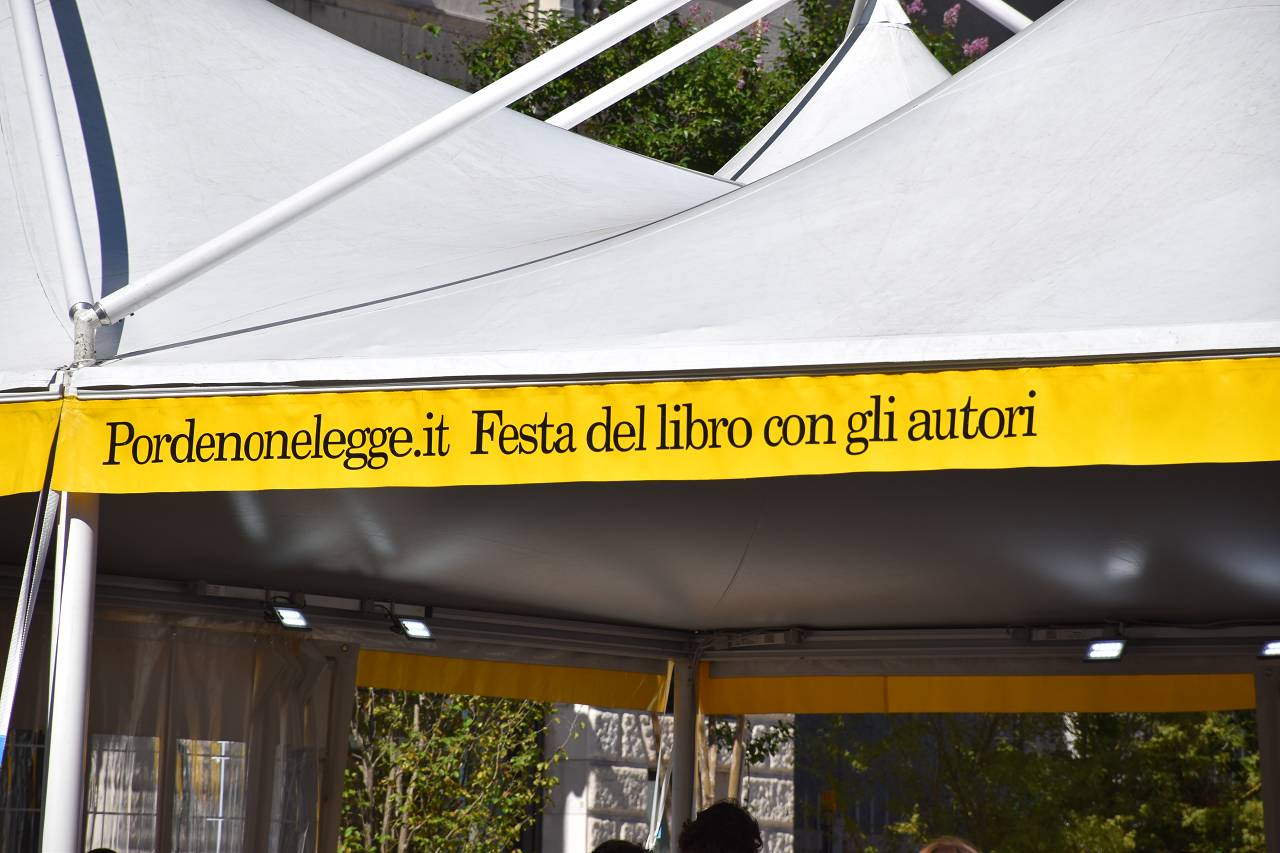 Pordenonelegge.it Festa del libro con gli autori